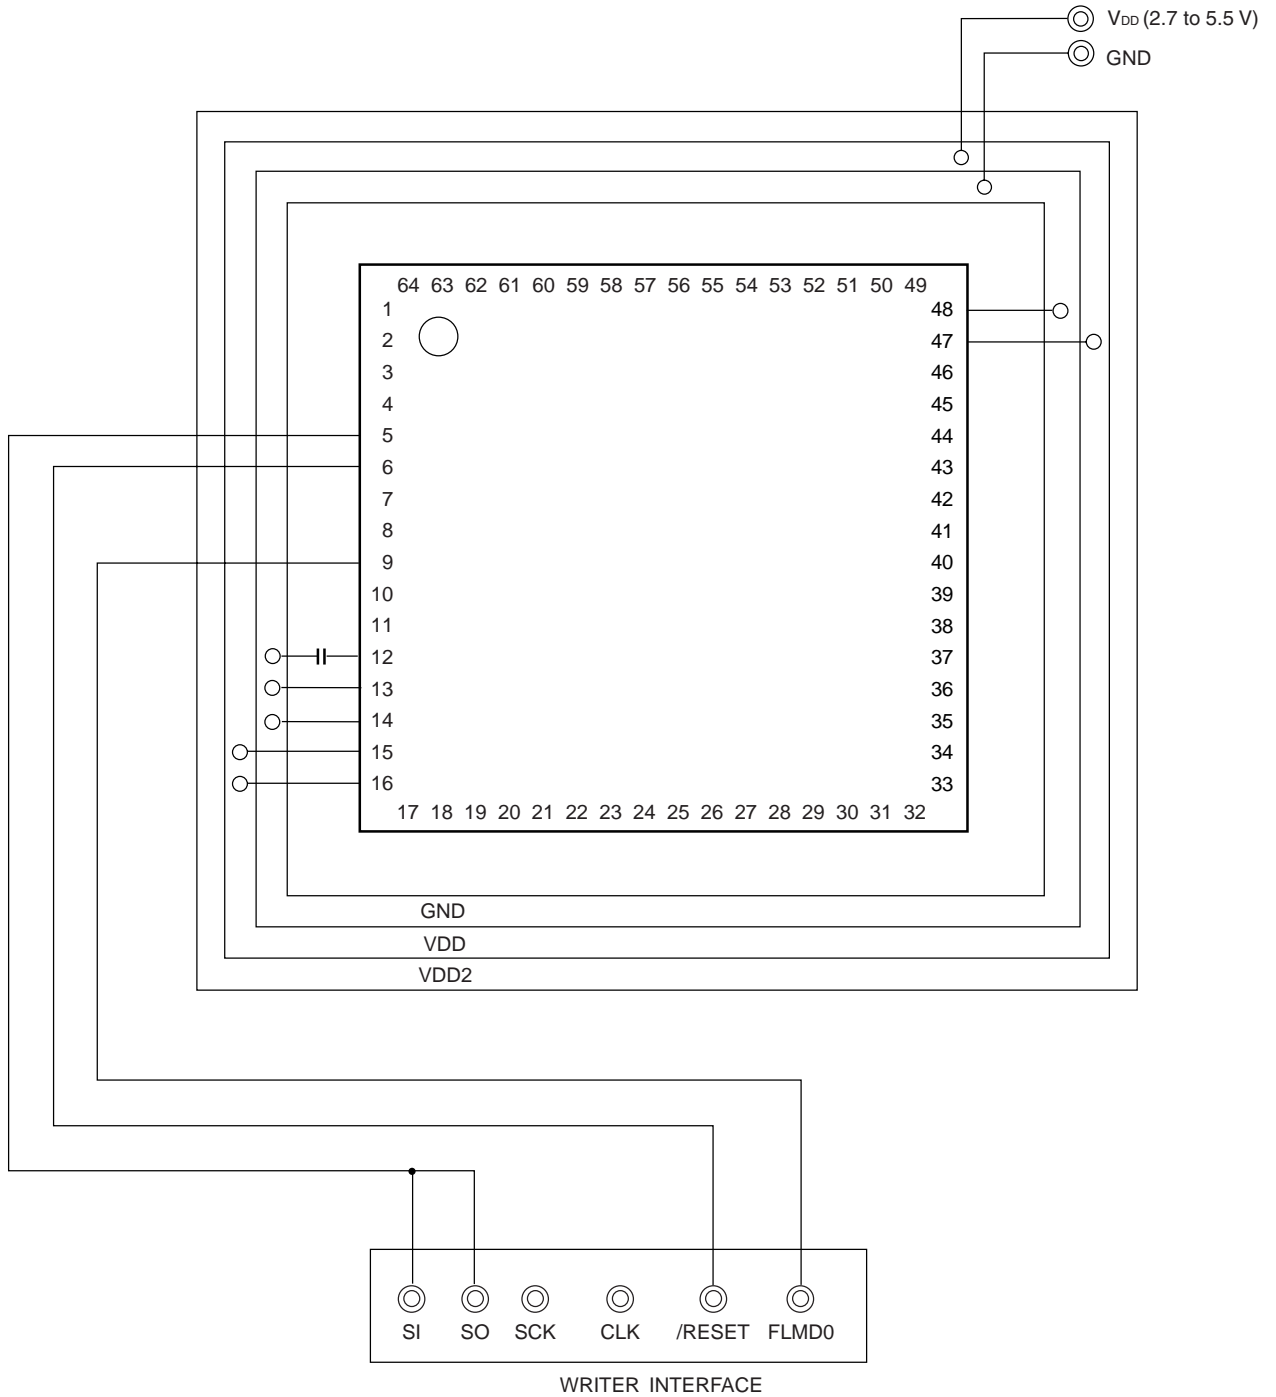 VDD (2.7 to 5.5 V)
GND
64 63 62 61 60 59 58 57 56 55 54 53 52 51 50 49
1 48
2 47
3 46
4 45
5 44
6 43
7 42
8 41
9 40
10 39
11 38
12 37
13 36
14 35
15 34
16 33
17 18 19 20 21 22 23 24 25 26 27 28 29 30 31 32
GND
VDD
VDD2
SI SO SCK CLK /RESET FLMD0
WRITER INTERFACE